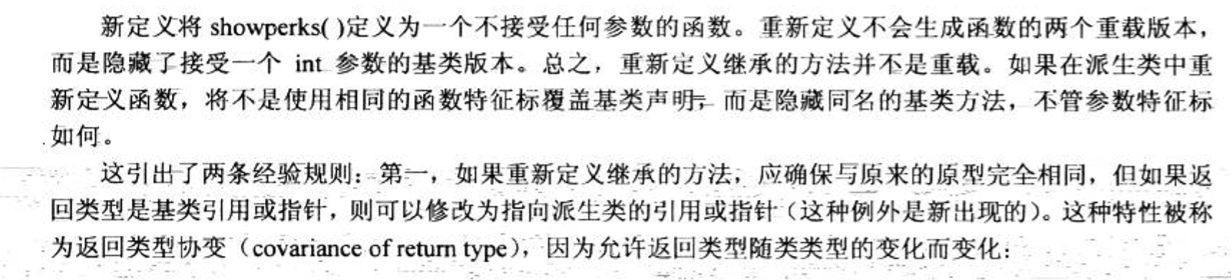 新定义将 showperks( )定义为一个不接受任何参数的函数。重新定义不会生成函数的两个重载版本，
而是隐藏了接受一个 int 参数的基类版本。总之，重新定义继承的方法并不是重载。如果在派生类中重
新定义函数，将不是使用相同的函数特征标覆盖基类声明，而是隐藏同名的基类方法，不管参数特征标
如何。
这引出了两条经验规则：第一，如果重新定义继承的方法，应确保与原来的原型完全相同，但如果返
回类型是基类引用或指针，则可以修改为指向派生类的引用或指针（这种例外是新出现的）。这种特性被称
为返回类型协变（covariance of return type），因为允许返回类型随类类型的变化而变化：